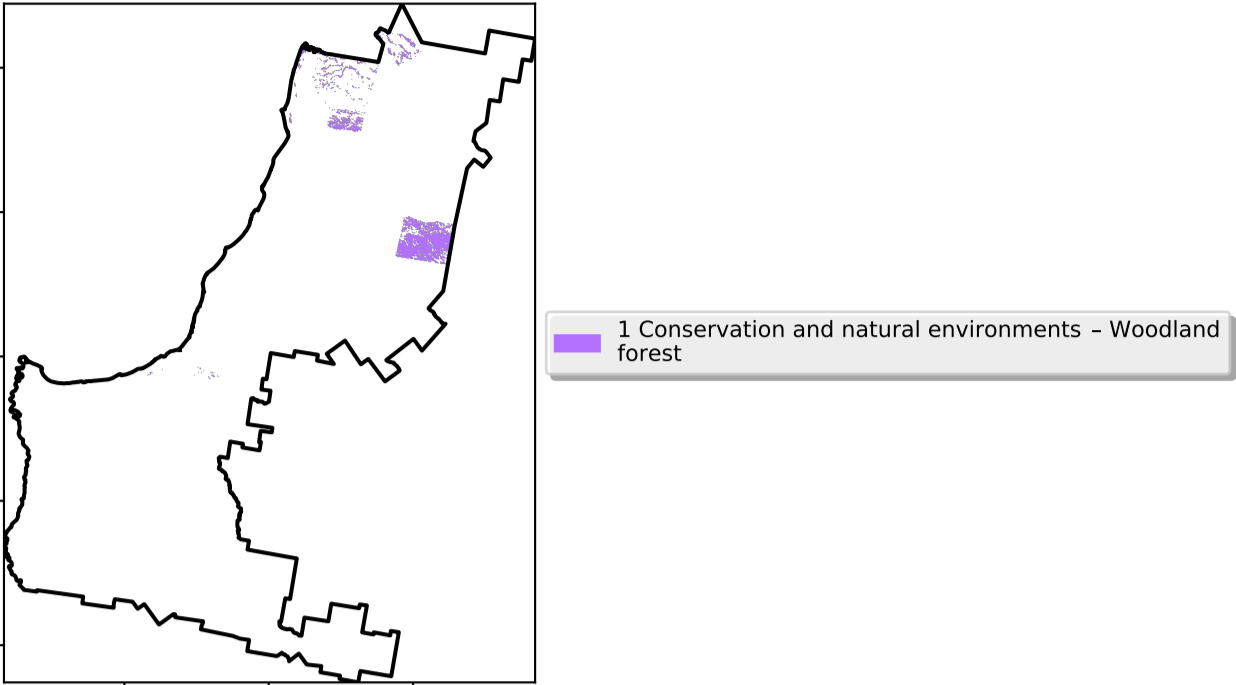 1 Conservation and natural environments – Woodland
forest